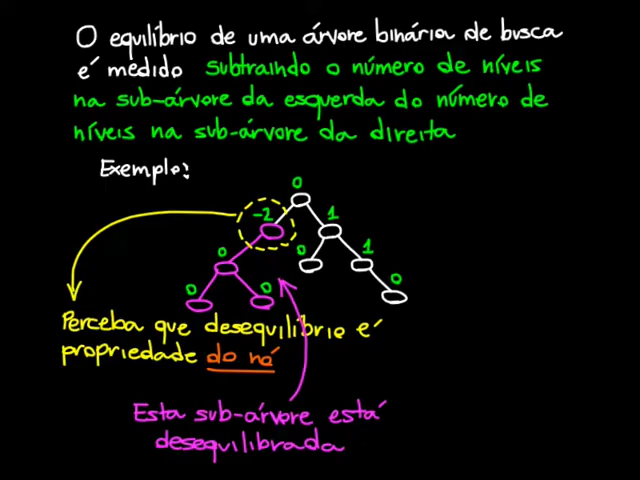 O equilíbrio de uma árvore binária de busca
é medido subtraindo o número de níveis
na sub-árvore da esquerda do número de
níveis na sub-árvore da direita
Exemplo:
0
-2 1
0 0 1
0 0 0
Perceba que desequilíbrio é
propriedade do nó
Esta sub-árvore está
desequilibrada